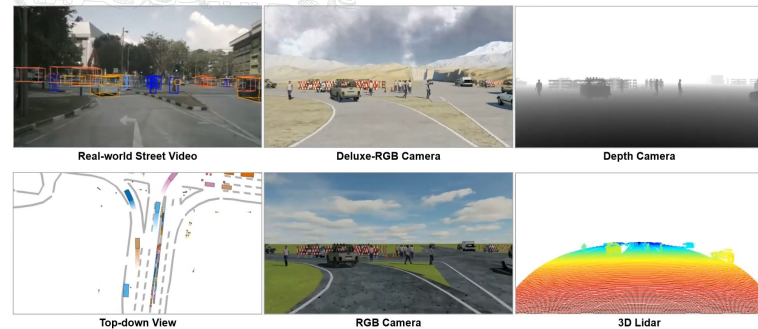 Real-world Street Video
Deluxe-RGB Camera
Depth Camera
Top-down View
RGB Camera
3D Lidar